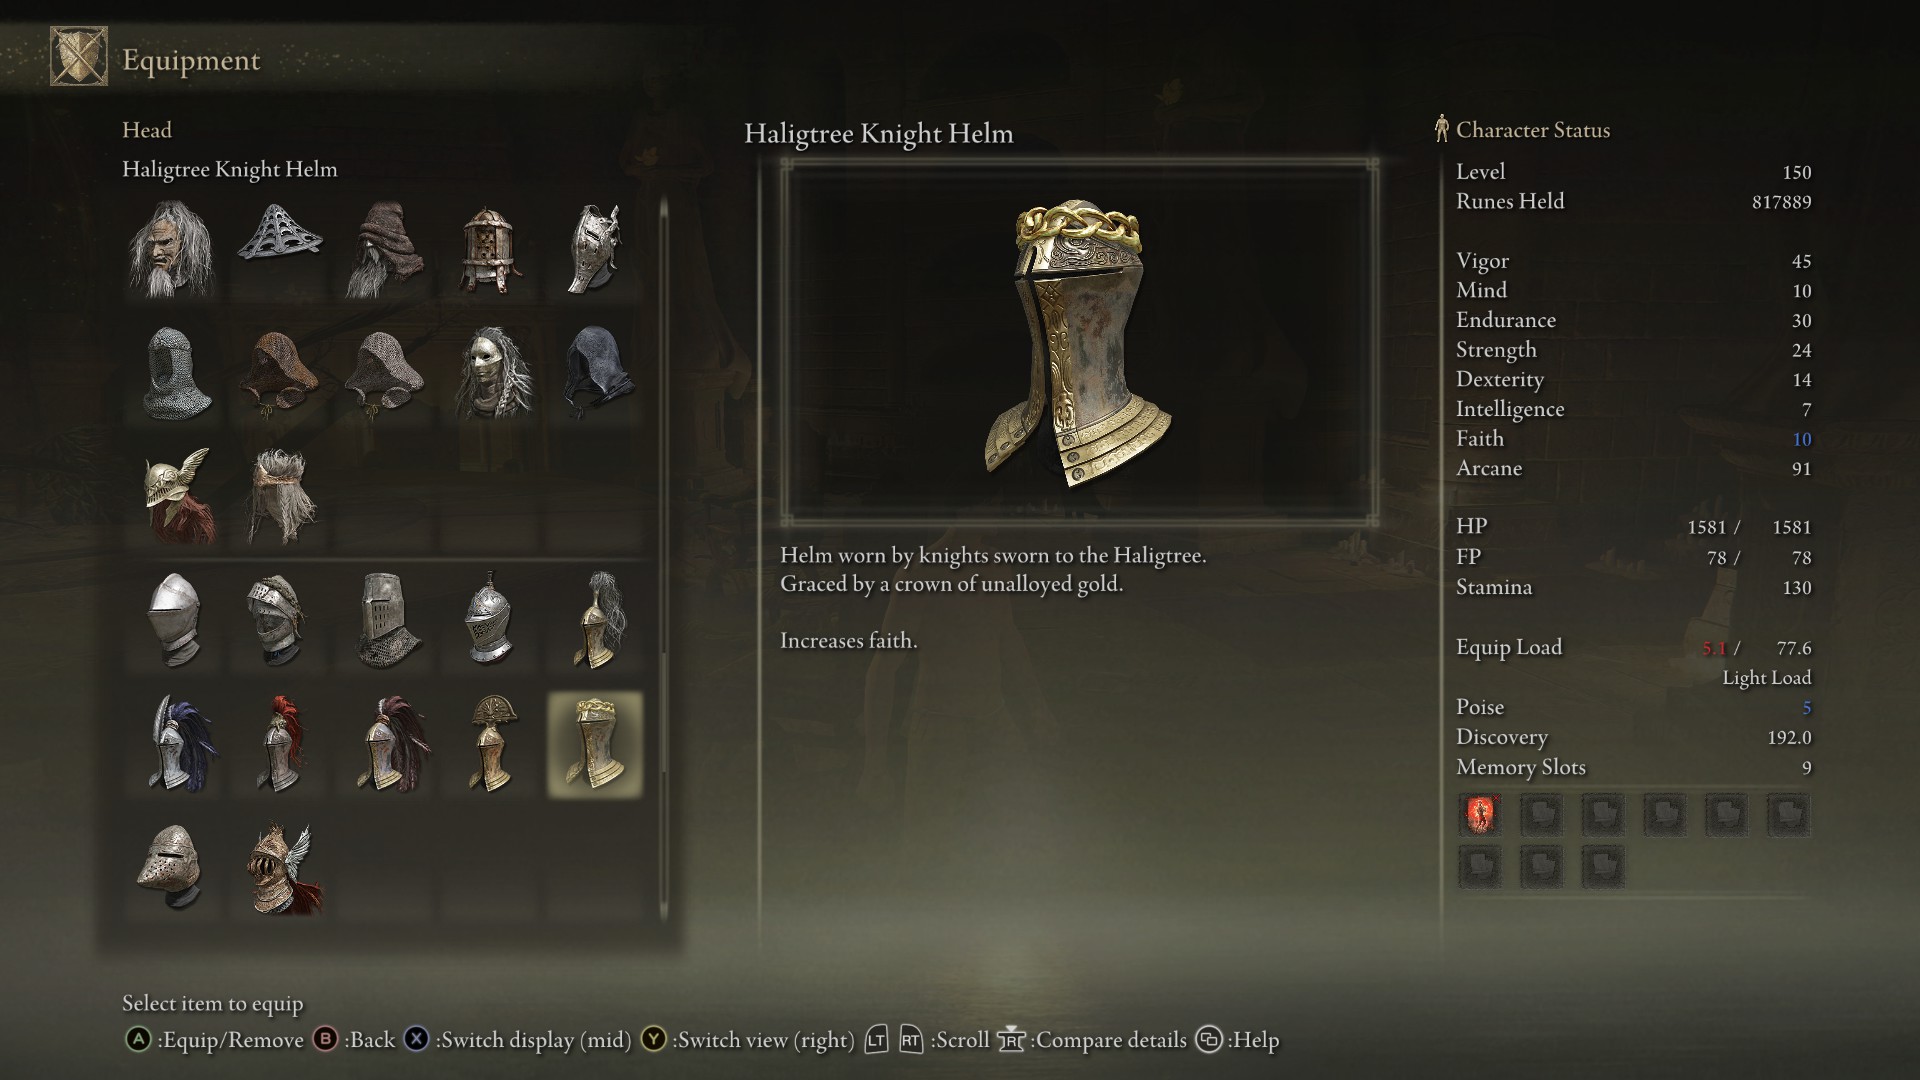 Equipment
Head
Haligtree Knight Helm
Haligtree Knight Helm
Helm worn by knights sworn to the Haligtree.
Graced by a crown of unalloyed gold.
Increases faith.
Character Status
Level 150
Runes Held 817889
Vigor 45
Mind 10
Endurance 30
Strength 24
Dexterity 14
Intelligence 7
Faith 10
Arcane 91
HP 1581 / 1581
FP 78 / 78
Stamina 130
Equip Load 5.1 / 77.6
Light Load
Poise 5
Discovery 192.0
Memory Slots 9
Select item to equip
A :Equip/Remove B :Back X :Switch display (mid) Y :Switch view (right) LT RT :Scroll R :Compare details :Help